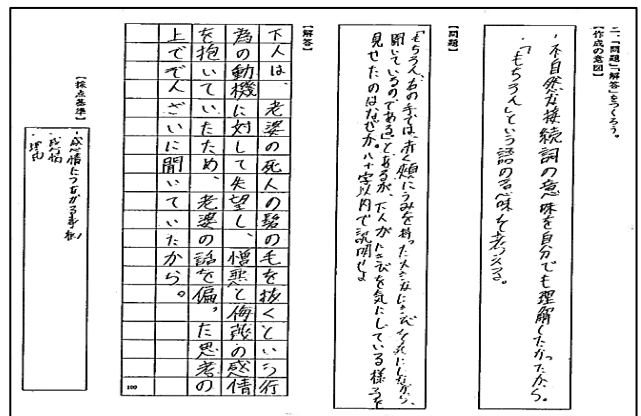 二、「問題」「解答」をつくろう。
【作成の意図】
・不自然な接続詞の意味を自分でも理解したかったから。
・「もちろん」という語の意味を考える。
【問題】
「もちろん、右の手では、赤く頬にうみを持った大きなにきびを気にしながら、
聞いているのである」とあるが、下人がにきびを気にしている様子を
見せたのはなぜか。八十字以内で説明せよ
【解答】
下人は、老婆の死人の髪の毛を抜くという行
為の動機に対して失望し、憎悪と侮蔑の感情
を抱いていたため、老婆の話を偏った思考の
上でぞんざいに聞いていたから。
100
【採点基準】
・感情につながる事柄
・感情
・理由